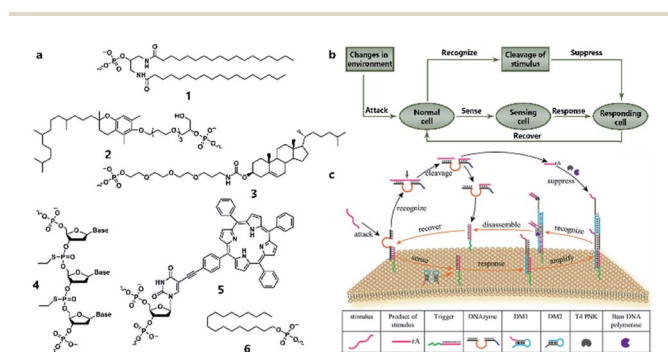 a
1
2
3
4
5
6
Base
Base
Base
b
Changes in
environment
Recognize
Cleavage of
stimulus
Suppress
Attack
Normal
cell
Sense
Sensing
cell
Response
Responding
cell
Recover
c
cleavage
rA
suppress
recognize
attack
recover
disassemble
recognize
sense
response
amplify
stimulus
Product of
stimulus
Trigger
DNAzyme
DM1
DM2
T4 PNK
Bsm DNA
polymerase
rA